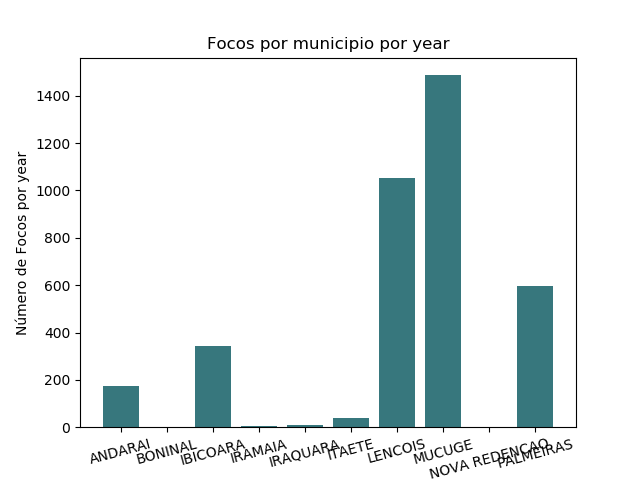 Focos por municipio por year
Número de Focos por year
1400
1200
1000
800
600
400
200
0
ANDARAI
BONINAL
IBICOARA
IRAMAIA
IRAQUARA
ITAETE
LENCOIS
MUCUGE
NOVA REDENCAO
PALMEIRAS